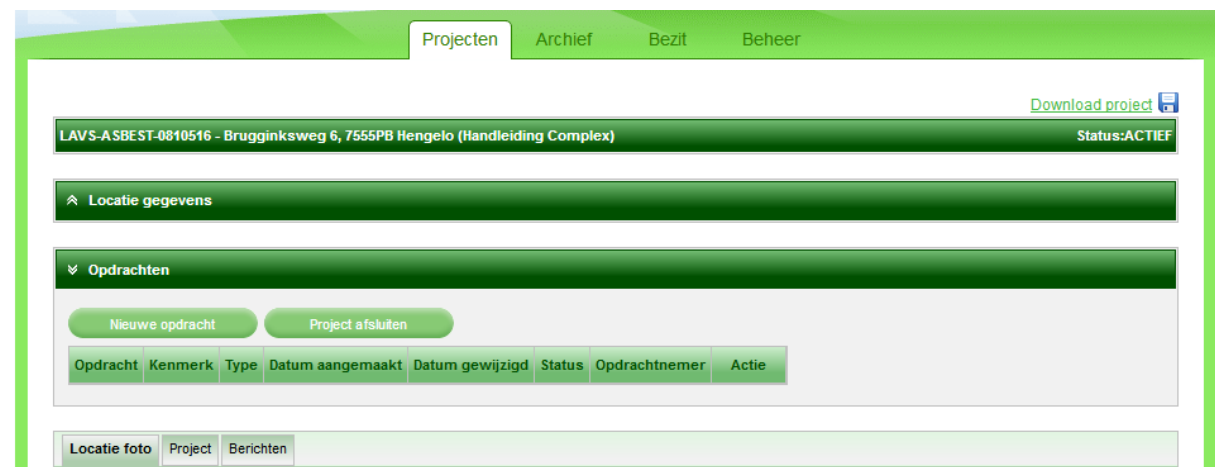 Projecten Archief Bezit Beheer
Download project
LAVS-ASBEST-0810516 - Brugginksweg 6, 7555PB Hengelo (Handleiding Complex) Status:ACTIEF
Locatie gegevens
Opdrachten
Nieuwe opdracht Project afsluiten
Opdracht Kenmerk Type Datum aangemaakt Datum gewijzigd Status Opdrachtnemer Actie
Locatie foto Project Berichten